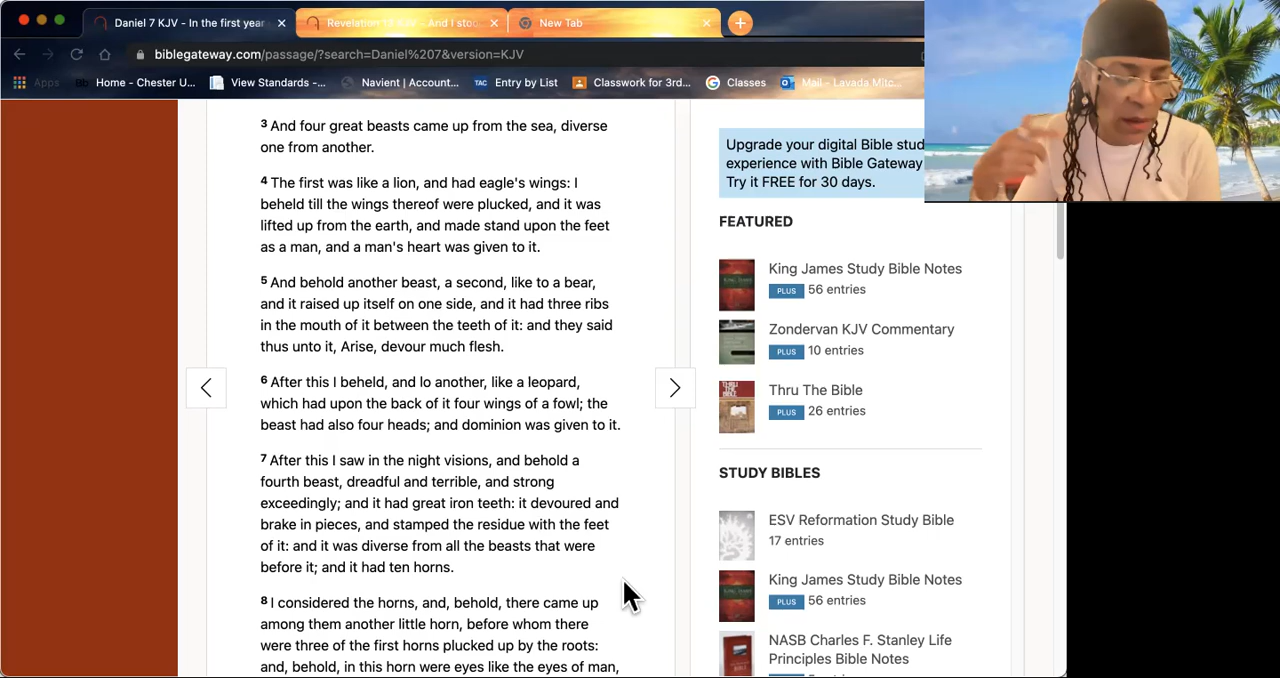 Daniel 7 KJV - In the first year
Revelation 13 KJV - And I stoo
New Tab
biblegateway.com/passage/?search=Daniel%207&version=KJV
Apps
Home - Chester U...
View Standards -...
Navient | Account...
TAC
Entry by List
Classwork for 3rd...
Classes
Mail - Lavada Mitc...
3 And four great beasts came up from the sea, diverse
one from another.
4 The first was like a lion, and had eagle's wings: I
beheld till the wings thereof were plucked, and it was
lifted up from the earth, and made stand upon the feet
as a man, and a man's heart was given to it.
5 And behold another beast, a second, like to a bear,
and it raised up itself on one side, and it had three ribs
in the mouth of it between the teeth of it: and they said
thus unto it, Arise, devour much flesh.
6 After this I beheld, and lo another, like a leopard,
which had upon the back of it four wings of a fowl; the
beast had also four heads; and dominion was given to it.
7 After this I saw in the night visions, and behold a
fourth beast, dreadful and terrible, and strong
exceedingly; and it had great iron teeth: it devoured and
brake in pieces, and stamped the residue with the feet
of it: and it was diverse from all the beasts that were
before it; and it had ten horns.
8 I considered the horns, and, behold, there came up
among them another little horn, before whom there
were three of the first horns plucked up by the roots:
and, behold, in this horn were eyes like the eyes of man,
Upgrade your digital Bible stud
experience with Bible Gateway
Try it FREE for 30 days.
FEATURED
King James Study Bible Notes
PLUS 56 entries
Zondervan KJV Commentary
PLUS 10 entries
Thru The Bible
PLUS 26 entries
STUDY BIBLES
ESV Reformation Study Bible
17 entries
King James Study Bible Notes
PLUS 56 entries
NASB Charles F. Stanley Life
Principles Bible Notes